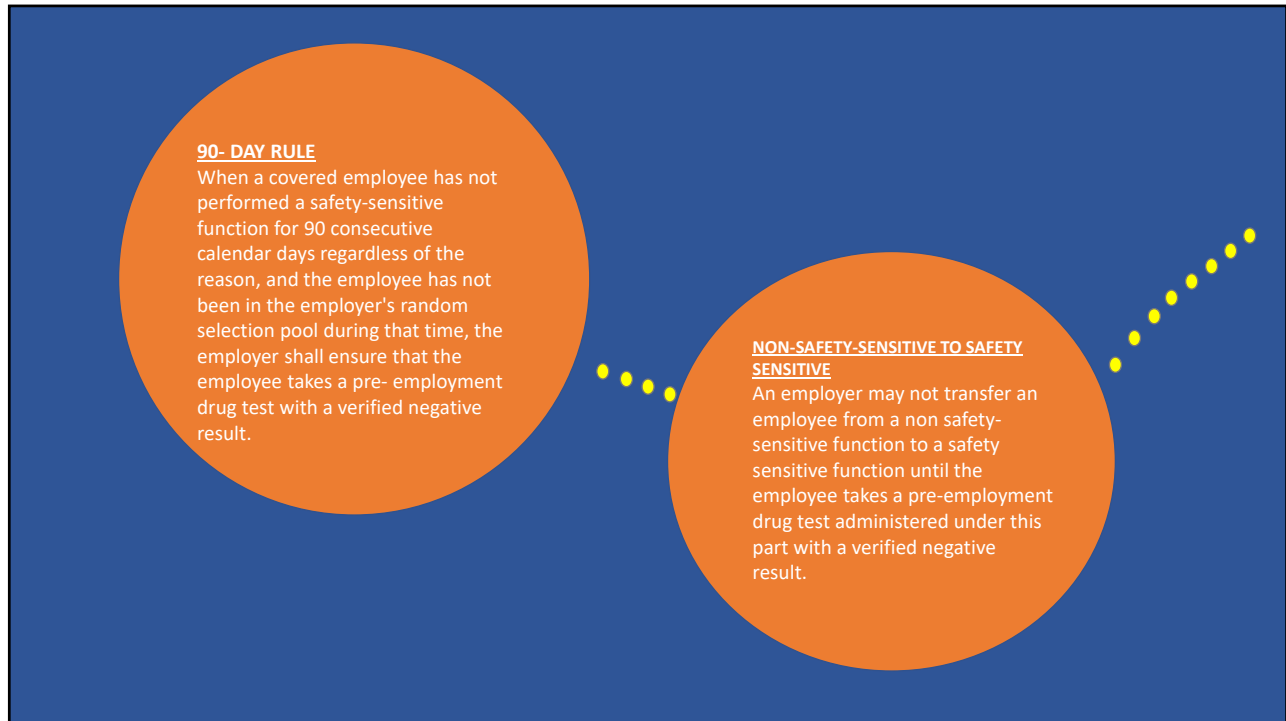 90- DAY RULE
When a covered employee has not
performed a safety-sensitive
function for 90 consecutive
calendar days regardless of the
reason, and the employee has not
been in the employer's random
selection pool during that time, the
employer shall ensure that the
employee takes a pre- employment
drug test with a verified negative
result.
NON-SAFETY-SENSITIVE TO SAFETY
SENSITIVE
An employer may not transfer an
employee from a non safety-
sensitive function to a safety
sensitive function until the
employee takes a pre-employment
drug test administered under this
part with a verified negative
result.